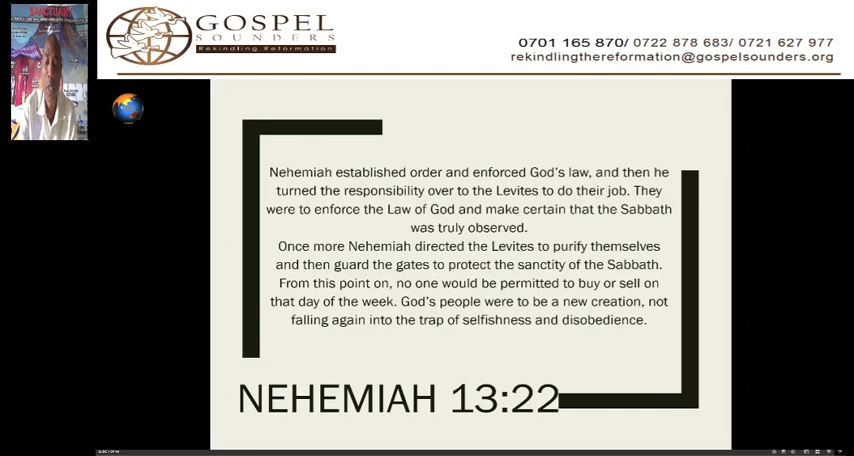 SANCTUARY
GOSPEL
SOUNDERS
Rekindling Reformation
0701 165 870/ 0722 878 683/ 0721 627 977
rekindlingthereformation@gospelsounders.org
Nehemiah established order and enforced God's law, and then he
turned the responsibility over to the Levites to do their job. They
were to enforce the Law of God and make certain that the Sabbath
was truly observed.
Once more Nehemiah directed the Levites to purify themselves
and then guard the gates to protect the sanctity of the Sabbath.
From this point on, no one would be permitted to buy or sell on
that day of the week. God's people were to be a new creation, not
falling again into the trap of selfishness and disobedience.
NEHEMIAH 13:22